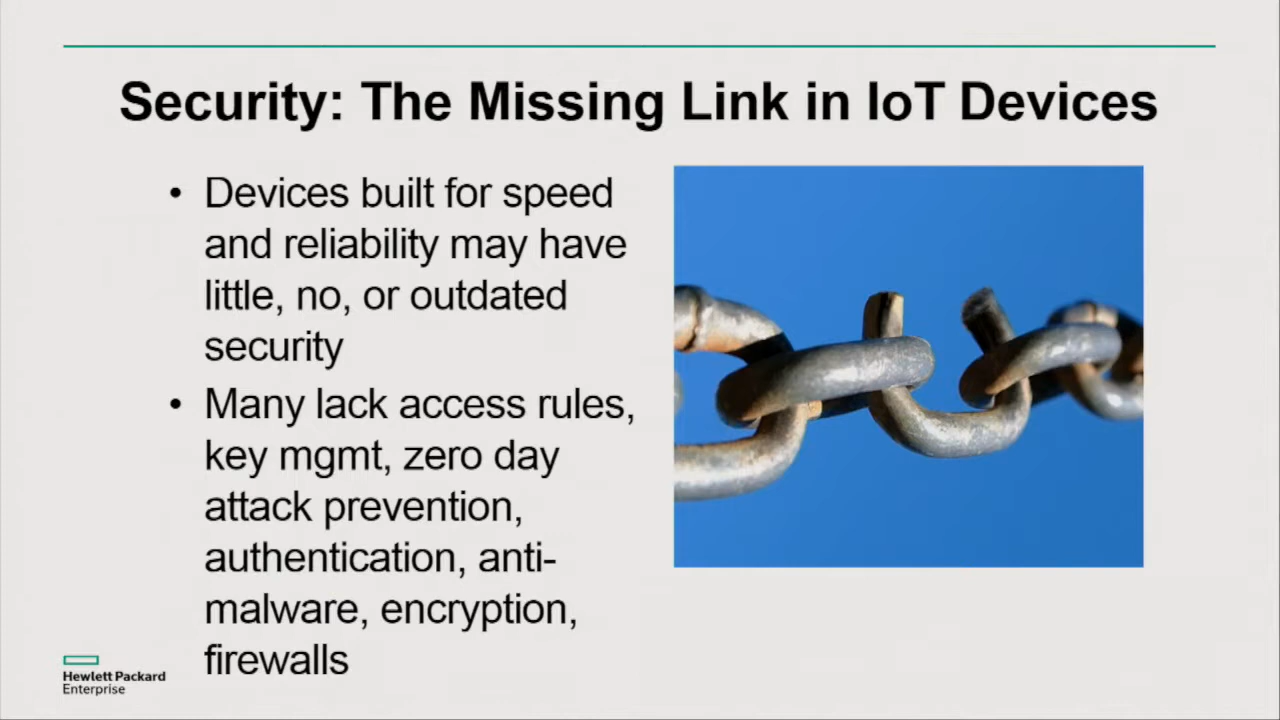 Security: The Missing Link in IoT Devices
• Devices built for speed
and reliability may have
little, no, or outdated
security
• Many lack access rules,
key mgmt, zero day
attack prevention,
authentication, anti-
malware, encryption,
firewalls
Hewlett Packard
Enterprise